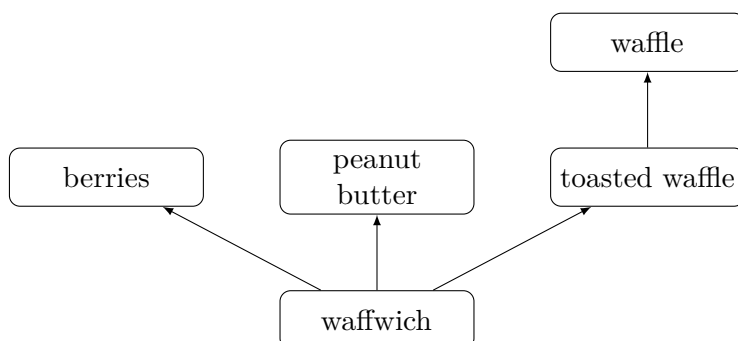 waffle
berries
peanut
butter
toasted waffle
waffwich